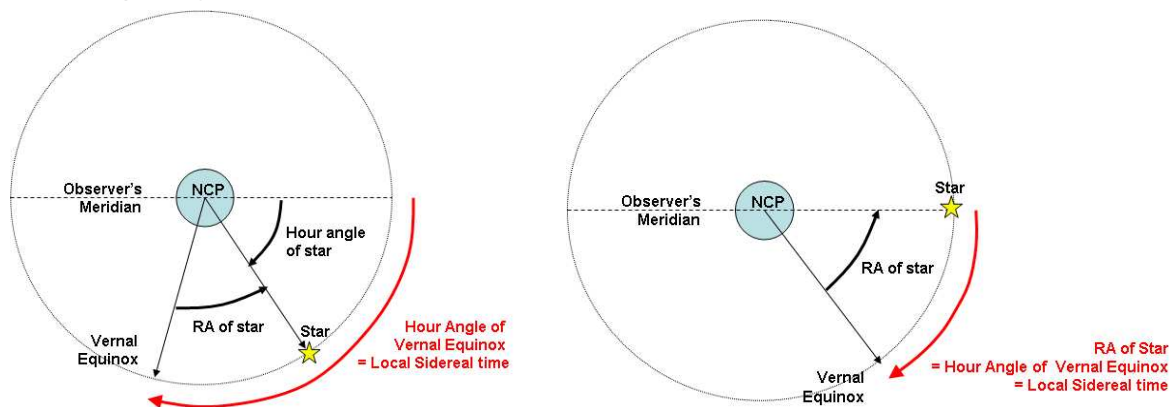 NCP
Observer's
Meridian
Hour angle
of star
RA of star
Star
Vernal
Equinox
Hour Angle of
Vernal Equinox
= Local Sidereal time
NCP
Star
Observer's
Meridian
RA of star
Vernal
Equinox
RA of Star
= Hour Angle of Vernal Equinox
= Local Sidereal time